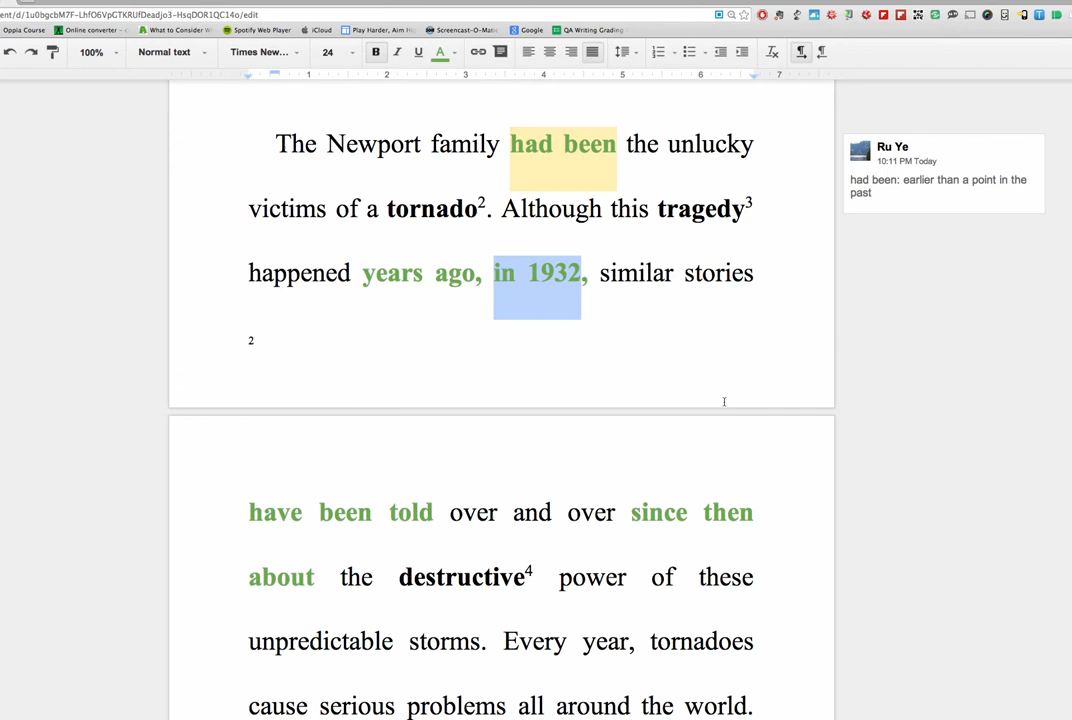 ent/d/1u0bgcbM7F-LhfO6VpGTKRUfDeadjo3-HsqDOR1QC14o/edit
Oppia Course Online converter - c What to Consider W Spotify Web Player iCloud Play Harder, Aim Hi Screencast-O-Matic Google QA Writing Grading
100% Normal text Times New... 24 B I U A
1 2 3 4 5 6 7
The Newport family had been the unlucky
victims of a tornado2. Although this tragedy3
happened years ago, in 1932, similar stories
2
Ru Ye
10:11 PM Today
had been: earlier than a point in the
past
have been told over and over since then
about the destructive4 power of these
unpredictable storms. Every year, tornadoes
cause serious problems all around the world.